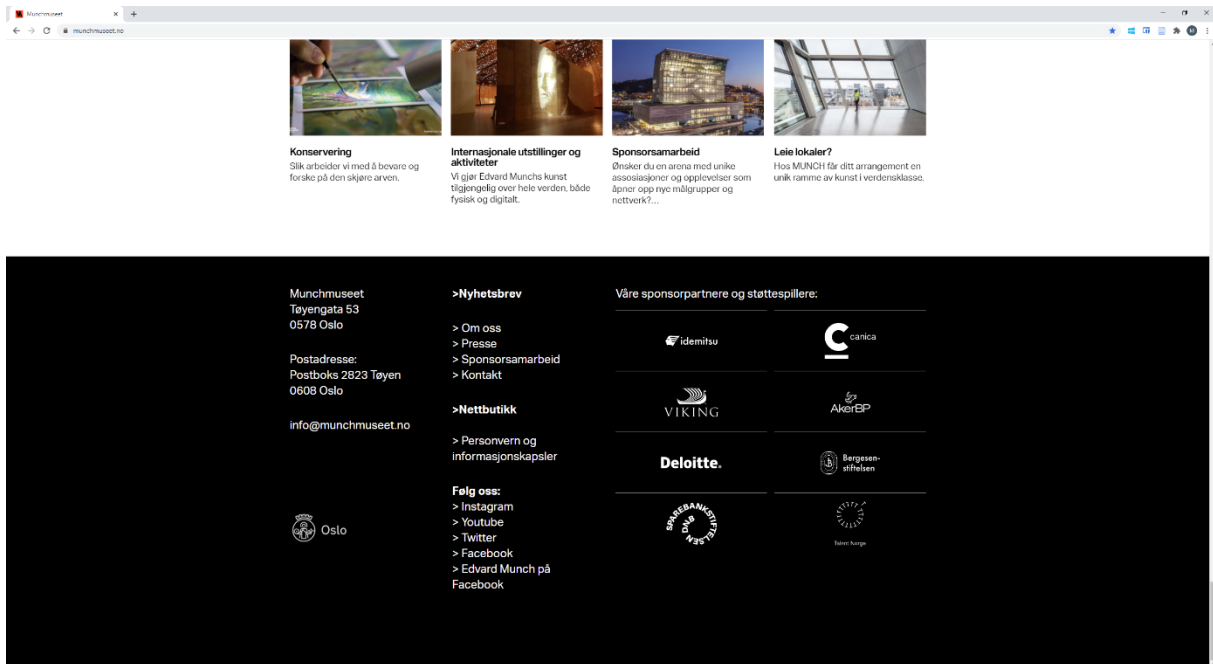 Munchmuseet
munchmuseet.no
Konservering
Slik arbeider vi med å bevare og
forske på den skjøre arven.
Internasjonale utstillinger og
aktiviteter
Vi gjør Edvard Munchs kunst
tilgjengelig over hele verden, både
fysisk og digitalt.
Sponsorsamarbeid
Ønsker du en arena med unike
assosiasjoner og opplevelser som
åpner opp nye målgrupper og
nettverk?...
Leie lokaler?
Hos MUNCH får ditt arrangement en
unik ramme av kunst i verdensklasse.
Munchmuseet
Tøyengata 53
0578 Oslo
Postadresse:
Postboks 2823 Tøyen
0608 Oslo
info@munchmuseet.no
Oslo
>Nyhetsbrev
> Om oss
> Presse
> Sponsorsamarbeid
> Kontakt
>Nettbutikk
> Personvern og
informasjonskapsler
Følg oss:
> Instagram
> Youtube
> Twitter
> Facebook
> Edvard Munch på
Facebook
Våre sponsorpartnere og støttespillere:
idemitsu
C canica
VIKING
AkerBP
Deloitte.
Bergesen-
stiftelsen
SPAREBANKSTIFTELSEN
DNB
Talent Norge